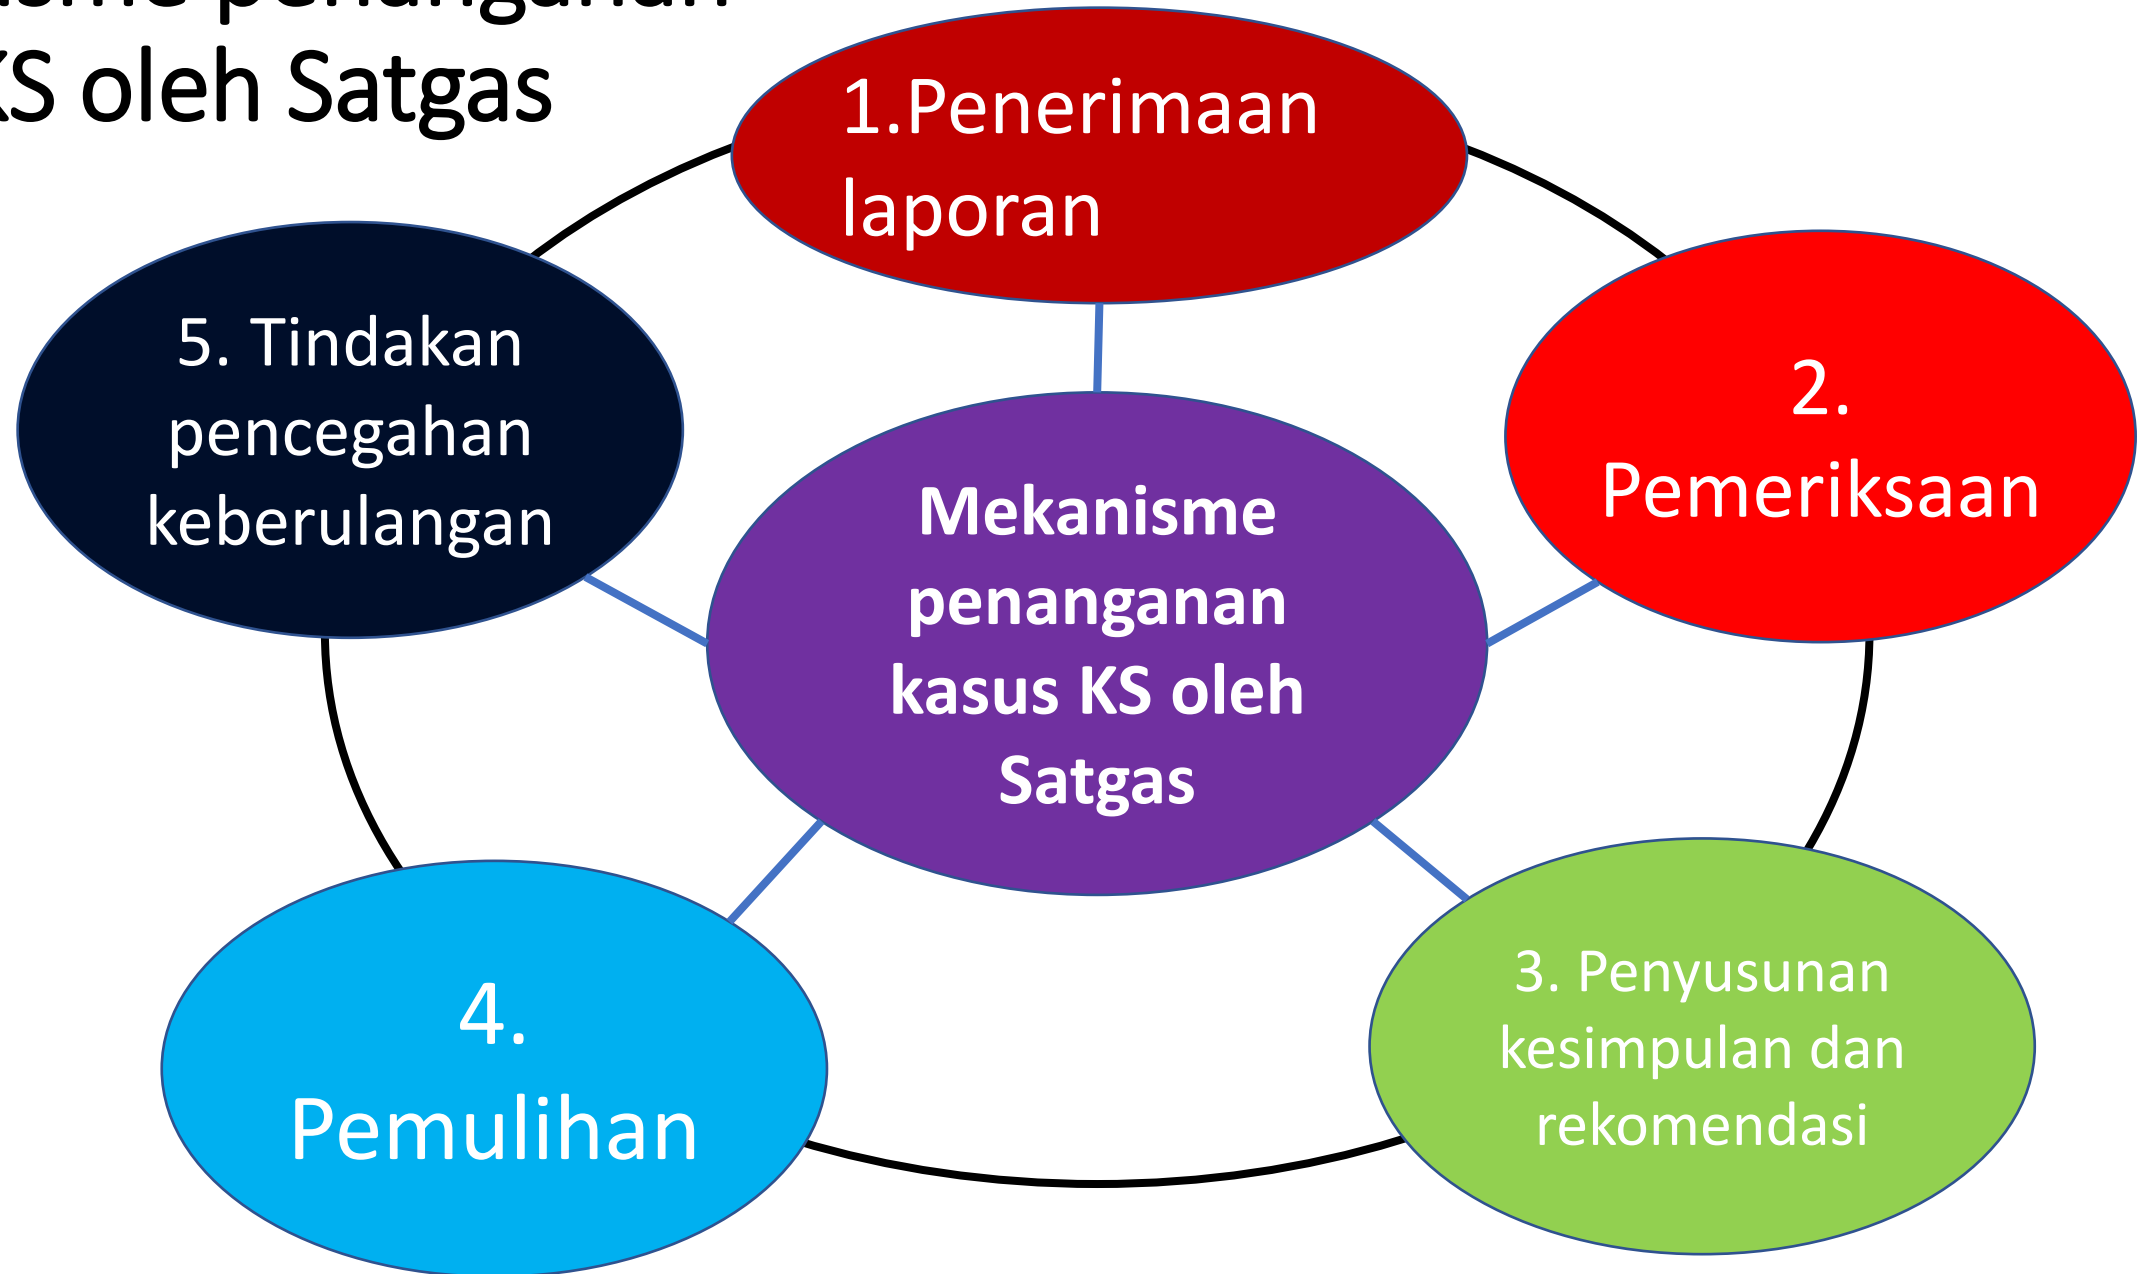 penanganan
KS oleh Satgas
1.Penerimaan
laporan
2.
Pemeriksaan
3. Penyusunan
kesimpulan dan
rekomendasi
4.
Pemulihan
5. Tindakan
pencegahan
keberulangan
Mekanisme
penanganan
kasus KS oleh
Satgas